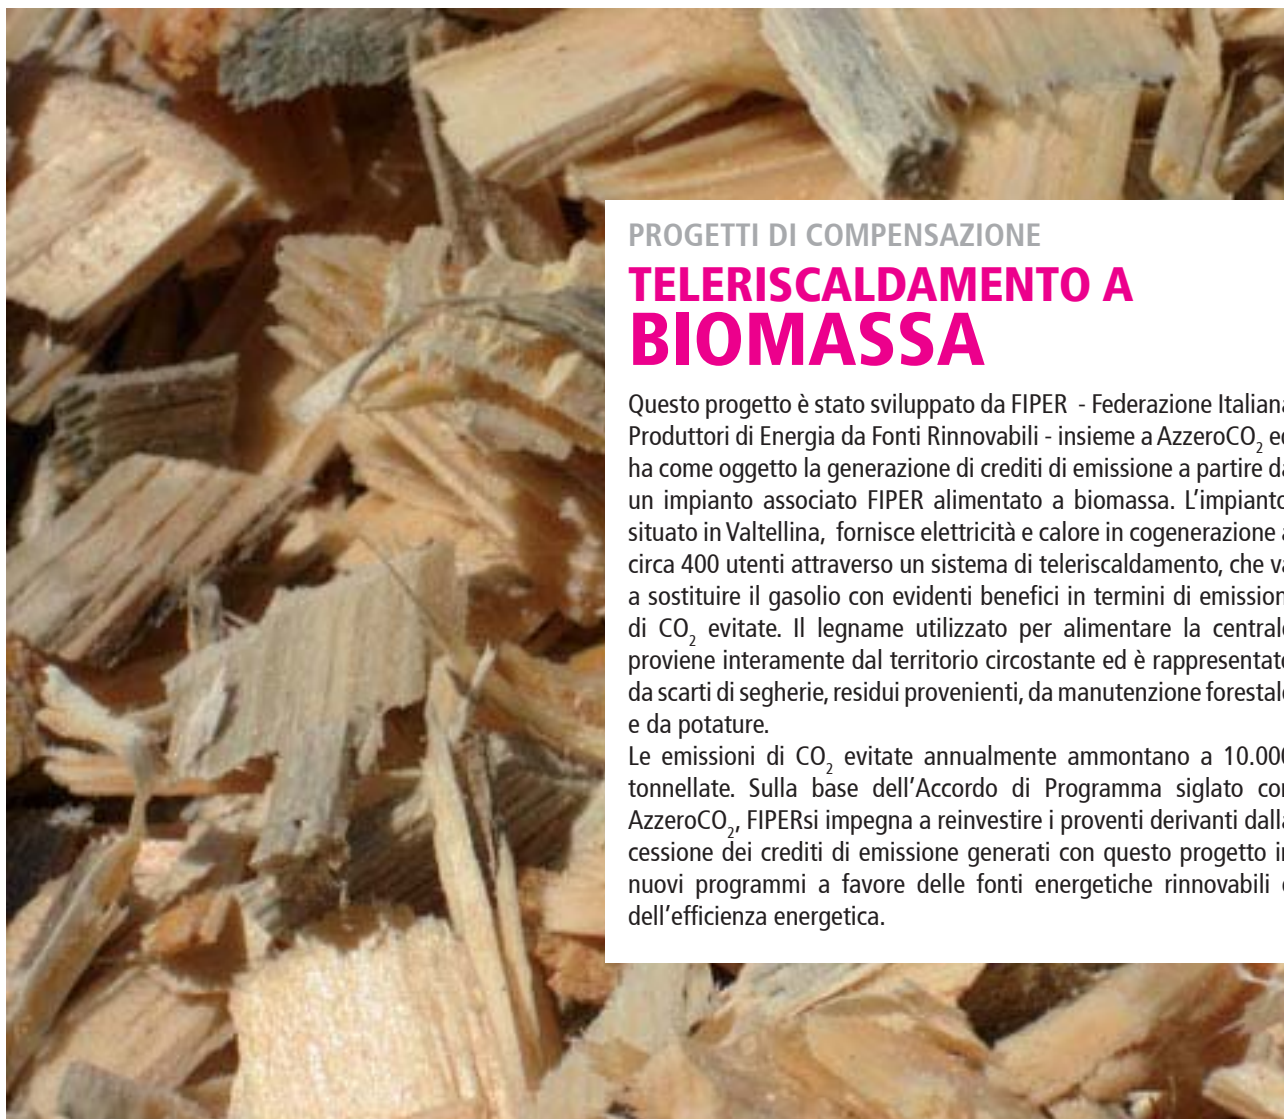 PROGETTI DI COMPENSAZIONE
TELERISCALDAMENTO A
BIOMASSA
Questo progetto è stato sviluppato da FIPER - Federazione Italiana
Produttori di Energia da Fonti Rinnovabili - insieme a AzzeroCO₂ ed
ha come oggetto la generazione di crediti di emissione a partire da
un impianto associato FIPER alimentato a biomassa. L’impianto
situato in Valtellina, fornisce elettricità e calore in cogenerazione a
circa 400 utenti attraverso un sistema di teleriscaldamento, che va
a sostituire il gasolio con evidenti benefici in termini di emission
di CO₂ evitate. Il legname utilizzato per alimentare la centrale
proviene interamente dal territorio circostante ed è rappresentato
da scarti di segherie, residui provenienti, da manutenzione forestale
e da potature.
Le emissioni di CO₂ evitate annualmente ammontano a 10.000
tonnellate. Sulla base dell’Accordo di Programma siglato con
AzzeroCO₂, FIPERsi impegna a reinvestire i proventi derivanti dalla
cessione dei crediti di emissione generati con questo progetto in
nuovi programmi a favore delle fonti energetiche rinnovabili e
dell’efficienza energetica.